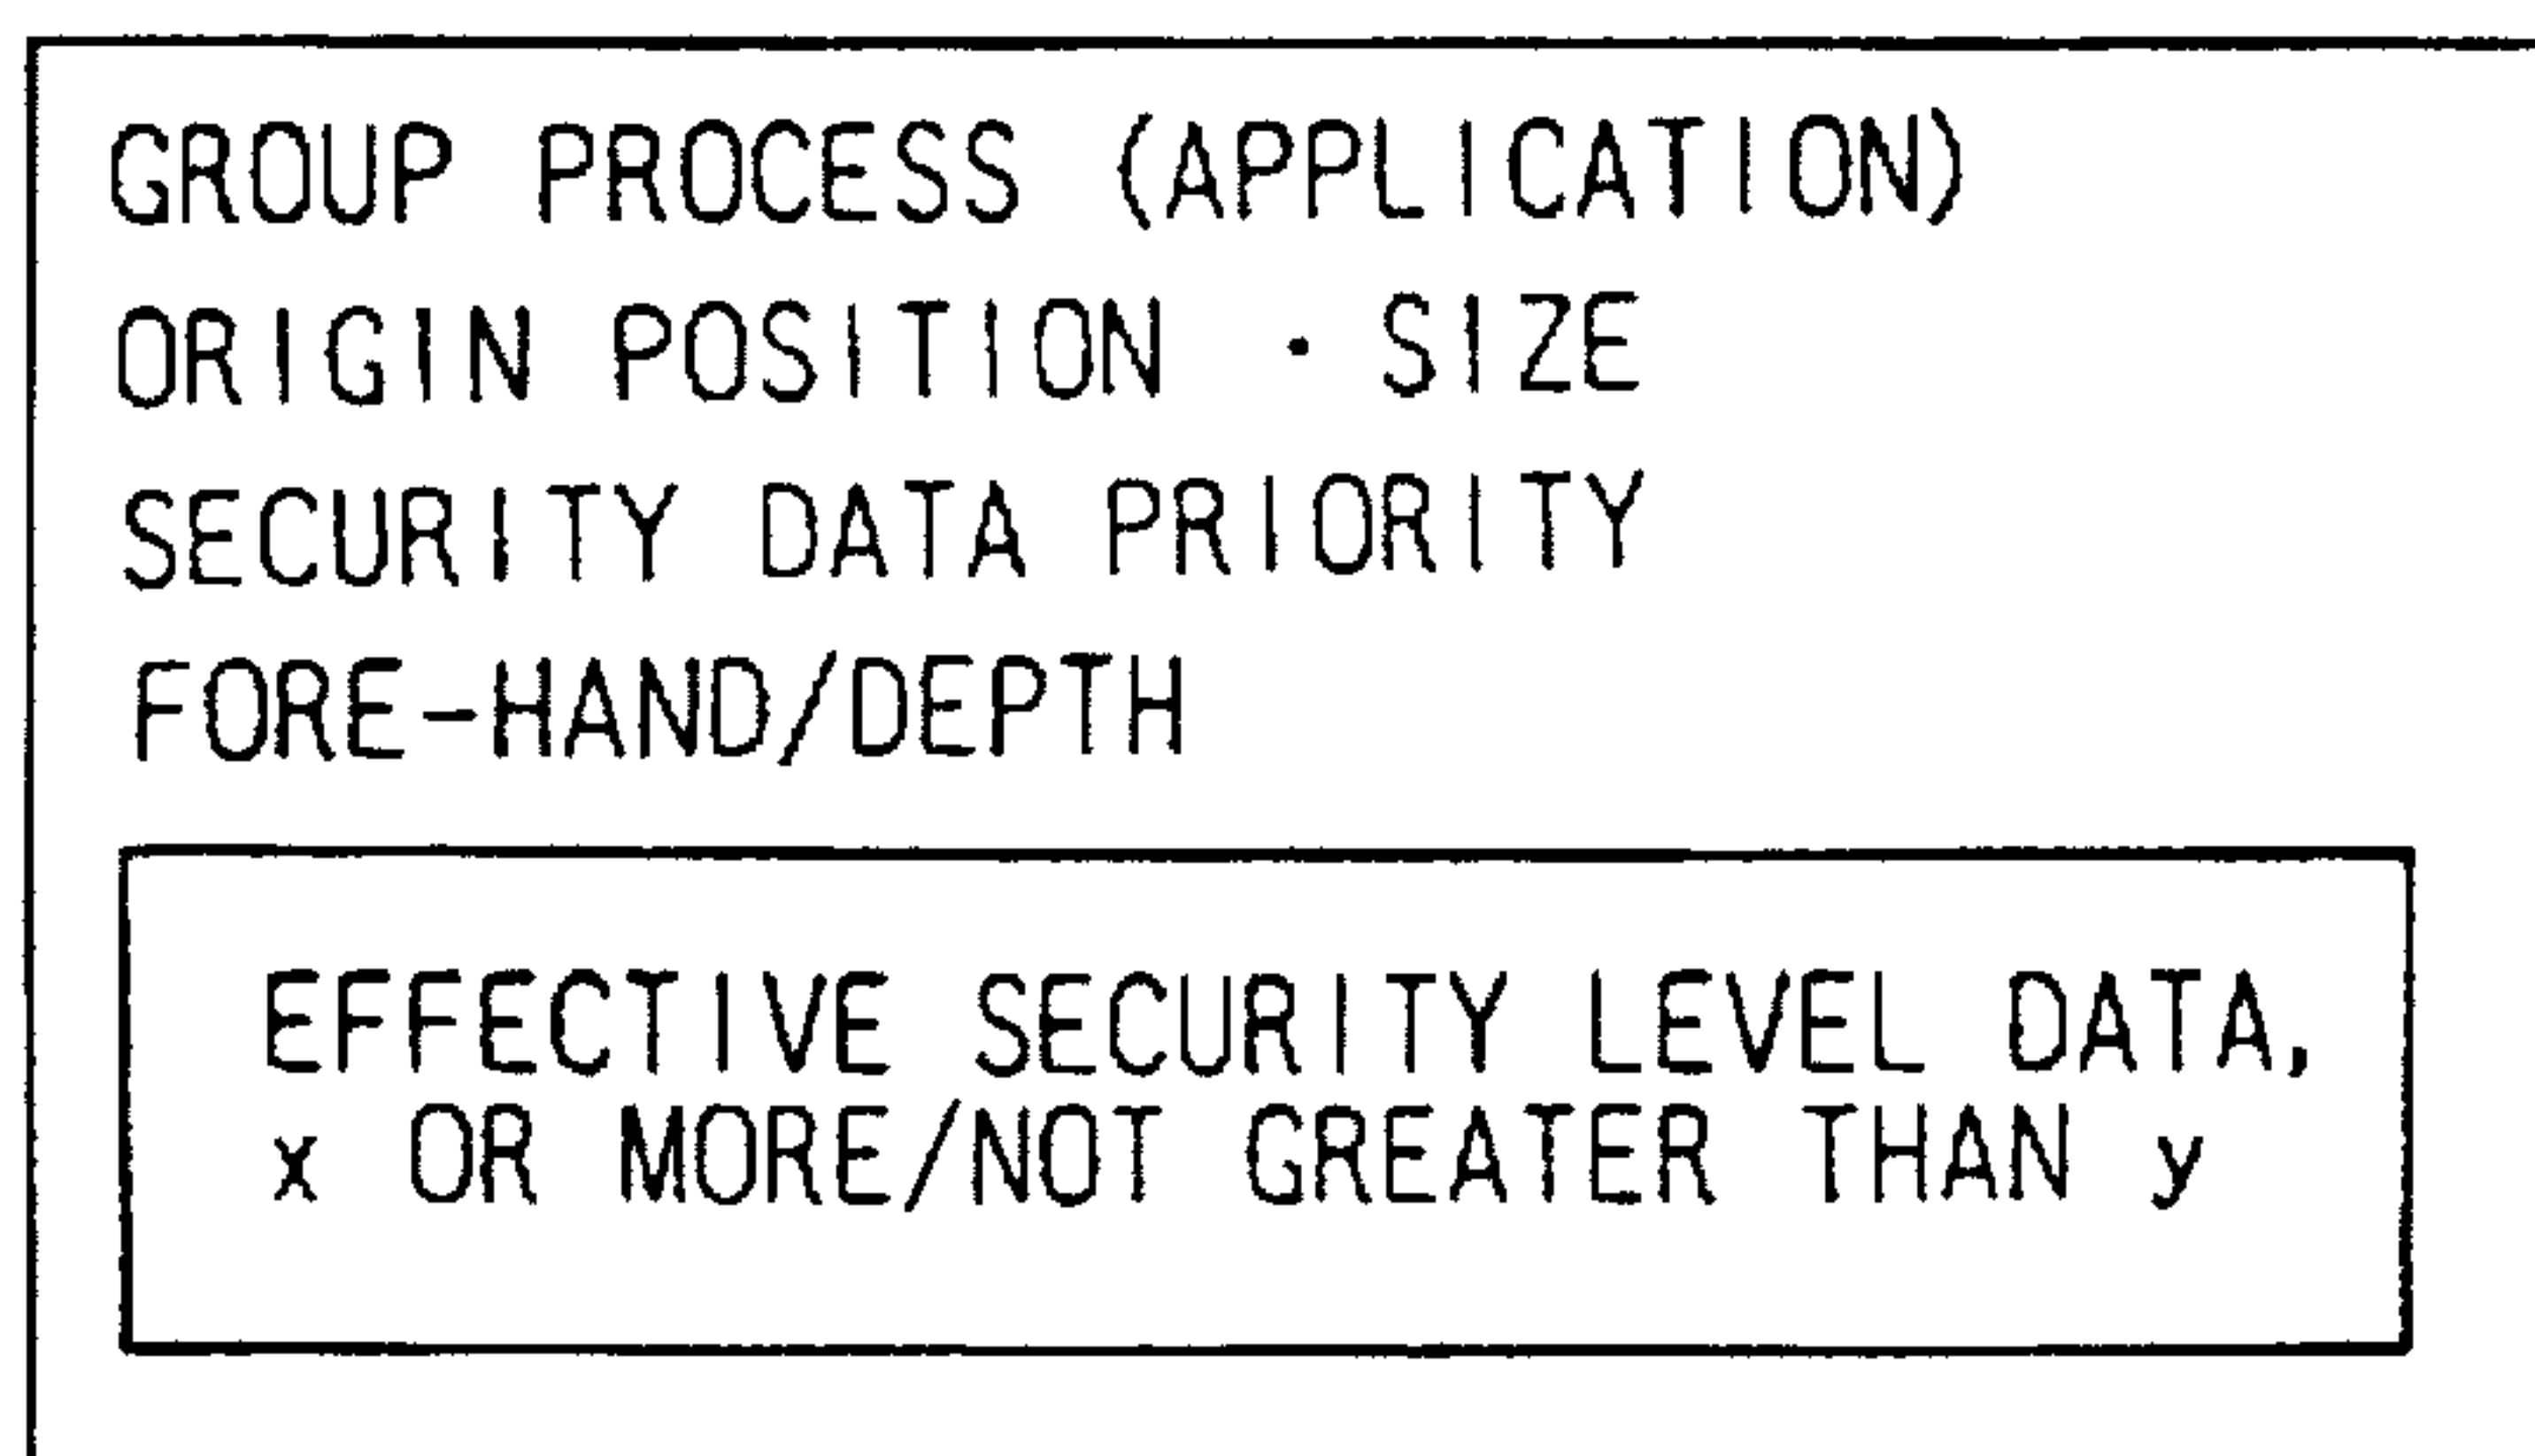 GROUP PROCESS (APPLICATION)
ORIGIN POSITION · SIZE
SECURITY DATA PRIORITY
FORE-HAND/DEPTH
EFFECTIVE SECURITY LEVEL DATA,
x OR MORE/NOT GREATER THAN y